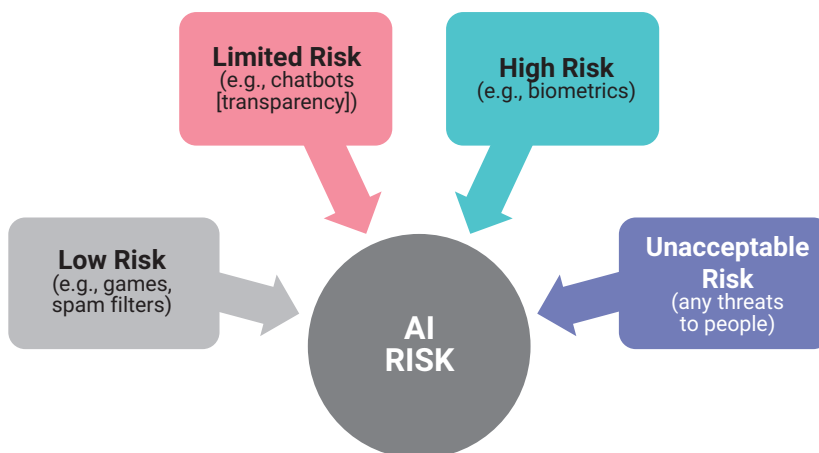 Limited Risk
(e.g., chatbots
[transparency])
High Risk
(e.g., biometrics)
Low Risk
(e.g., games,
spam filters)
Unacceptable
Risk
(any threats
to people)
AI
RISK